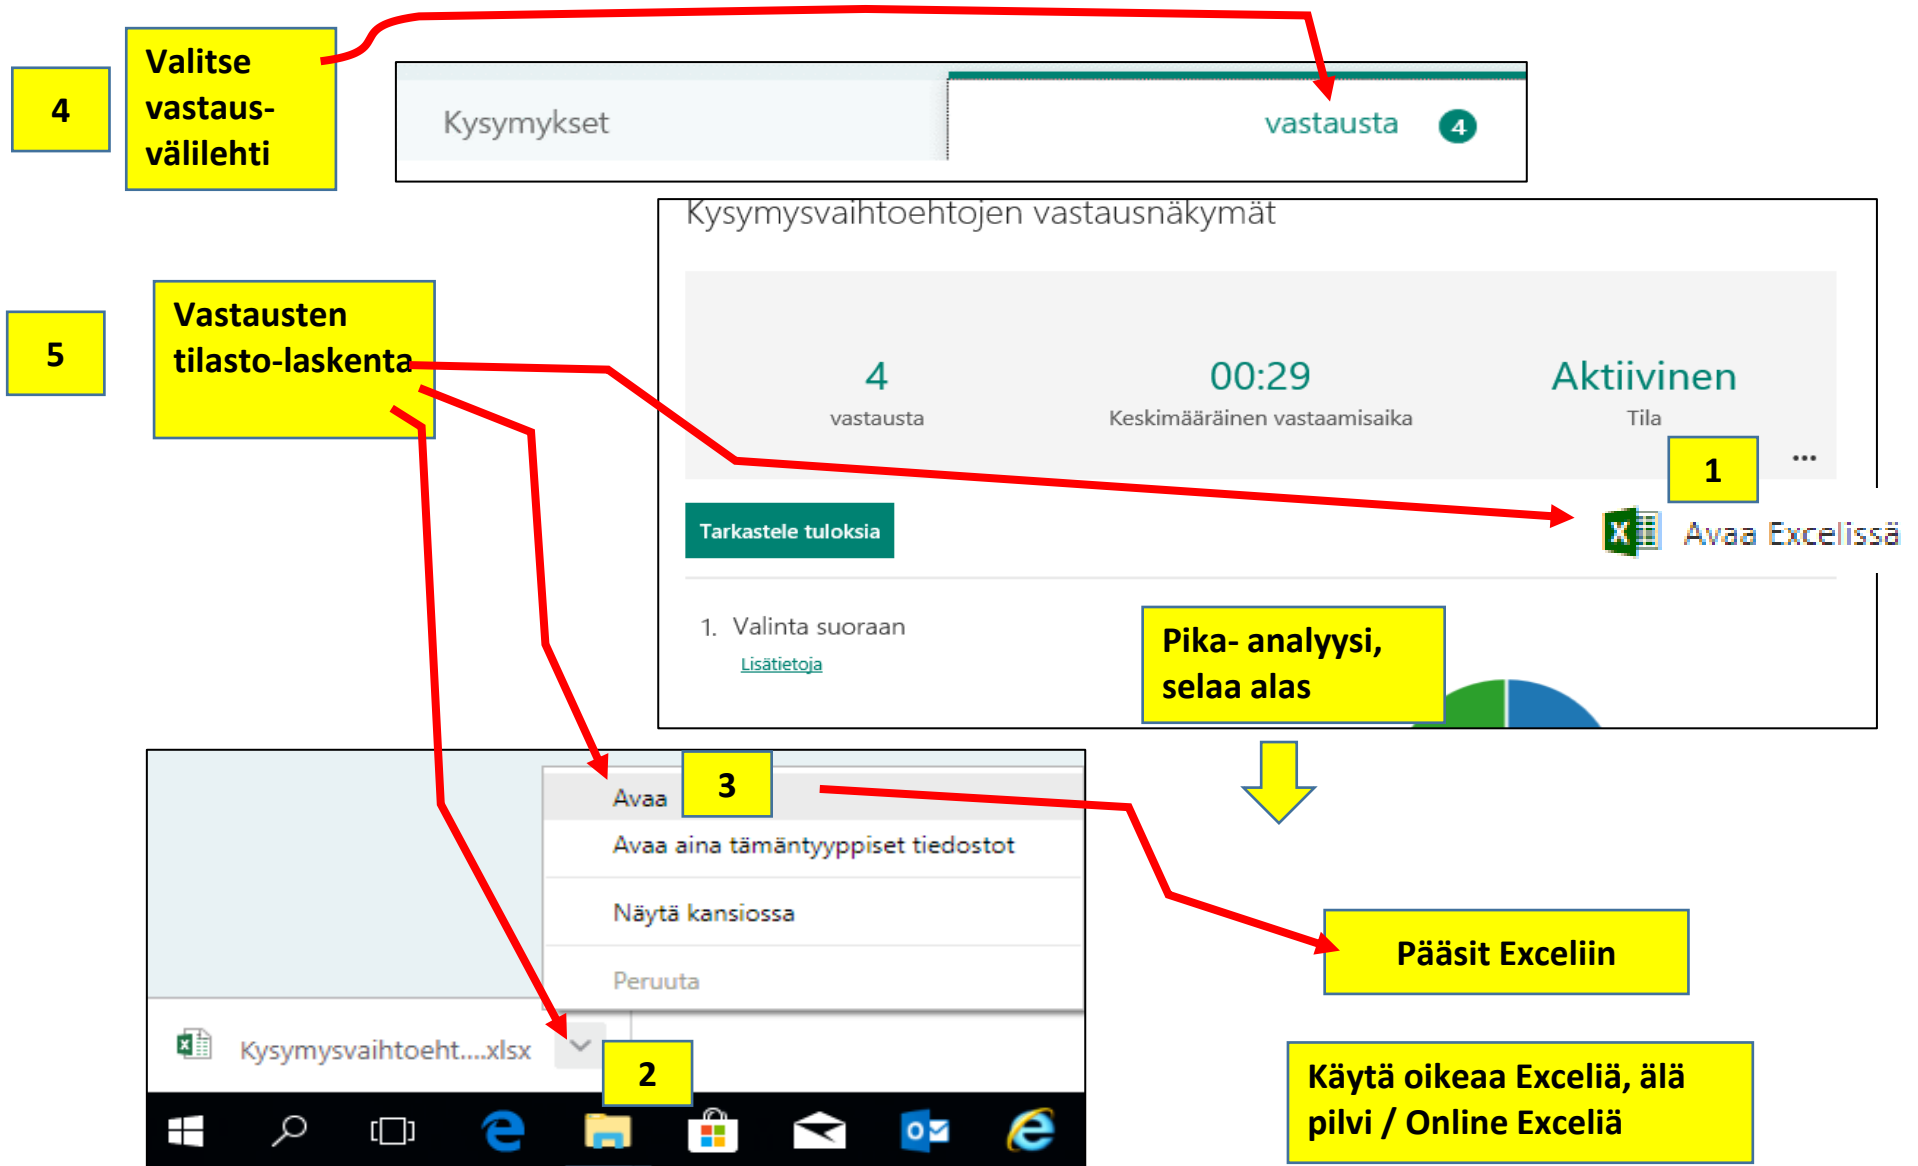 4
Valitse
vastaus-
välilehti
Kysymykset
vastausta 4
5
Vastausten
tilasto-laskenta
Kysymysvaihtoehtojen vastausnäkymät
4
vastausta
00:29
Keskimääräinen vastaamisaika
Aktiivinen
Tila
1
...
Tarkastele tuloksia
Avaa Excelissä
1. Valinta suoraan
Lisätietoja
Pika- analyysi,
selaa alas
Avaa
3
Avaa aina tämäntyyppiset tiedostot
Näytä kansiossa
Peruuta
Kysymysvaihtoeht....xlsx
2
Pääsit Exceliin
Käytä oikeaa Exceliä, älä
pilvi / Online Exceliä